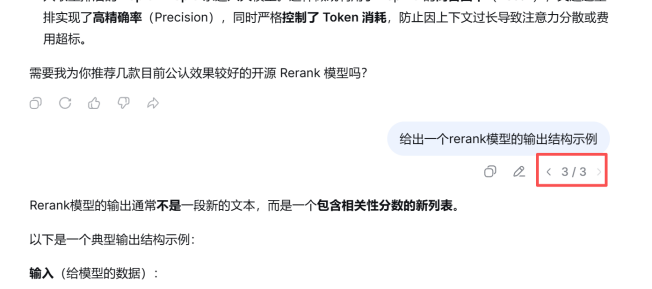 排实现了高精确率（Precision），同时严格控制了 Token 消耗，防止因上下文过长导致注意力分散或费
用超标。
需要我为你推荐几款目前公认效果较好的开源 Rerank 模型吗？
给出一个rerank模型的输出结构示例
3 / 3
Rerank模型的输出通常不是一段新的文本，而是一个包含相关性分数的新列表。
以下是一个典型输出结构示例：
输入（给模型的数据）：